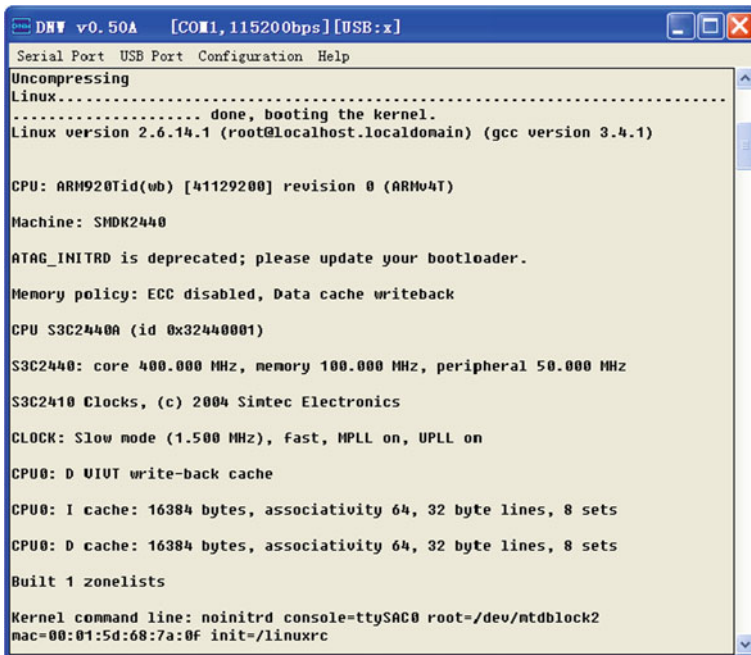 DNW v0.50A [COM1,115200bps][USB:x]
Serial Port USB Port Configuration Help
Uncompressing
Linux...........................................................................
..................... done, booting the kernel.
Linux version 2.6.14.1 (root@localhost.localdomain) (gcc version 3.4.1)
CPU: ARM920Tid(wb) [41129200] revision 0 (ARMv4T)
Machine: SMDK2440
ATAG_INITRD is deprecated; please update your bootloader.
Memory policy: ECC disabled, Data cache writeback
CPU S3C2440A (id 0x32440001)
S3C2440: core 400.000 MHz, memory 100.000 MHz, peripheral 50.000 MHz
S3C2410 Clocks, (c) 2004 Simtec Electronics
CLOCK: Slow mode (1.500 MHz), fast, MPLL on, UPLL on
CPU0: D VIVT write-back cache
CPU0: I cache: 16384 bytes, associativity 64, 32 byte lines, 8 sets
CPU0: D cache: 16384 bytes, associativity 64, 32 byte lines, 8 sets
Built 1 zonelists
Kernel command line: noinitrd console=ttySAC0 root=/dev/mtdblock2
mac=00:01:5d:68:7a:0f init=/linuxrc